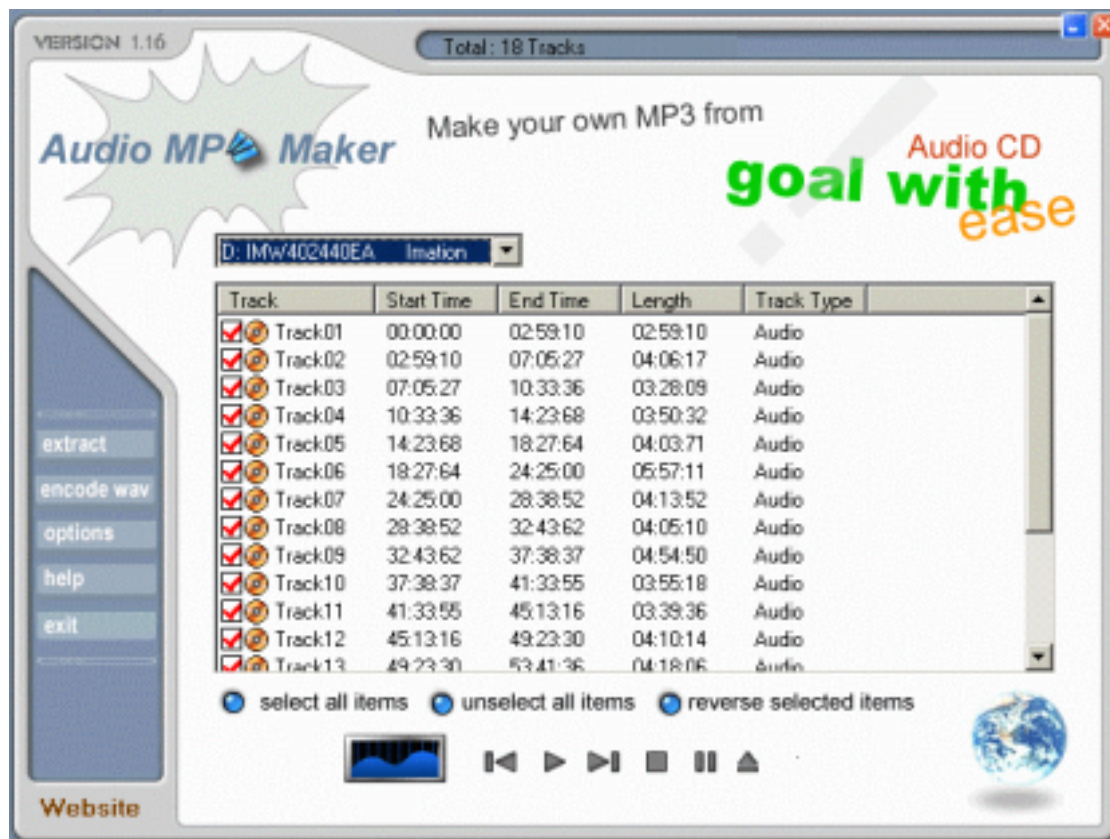 VERSION 1.16
Total : 18 Tracks
Audio MP Maker
Make your own MP3 from
Audio CD
goal with
ease
D: IMW402440EA Imation
Track Start Time End Time Length Track Type
Track01 00:00:00 02:59:10 02:59:10 Audio
Track02 02:59:10 07:05:27 04:06:17 Audio
Track03 07:05:27 10:33:36 03:28:09 Audio
Track04 10:33:36 14:23:68 03:50:32 Audio
Track05 14:23:68 18:27:64 04:03:71 Audio
Track06 18:27:64 24:25:00 05:57:11 Audio
Track07 24:25:00 28:38:52 04:13:52 Audio
Track08 28:38:52 32:43:62 04:05:10 Audio
Track09 32:43:62 37:38:37 04:54:50 Audio
Track10 37:38:37 41:33:55 03:55:18 Audio
Track11 41:33:55 45:13:16 03:39:36 Audio
Track12 45:13:16 49:23:30 04:10:14 Audio
Track13 49:23:30 53:41:36 04:18:06 Audio
extract
encode wav
options
help
exit
select all items unselect all items reverse selected items
Website